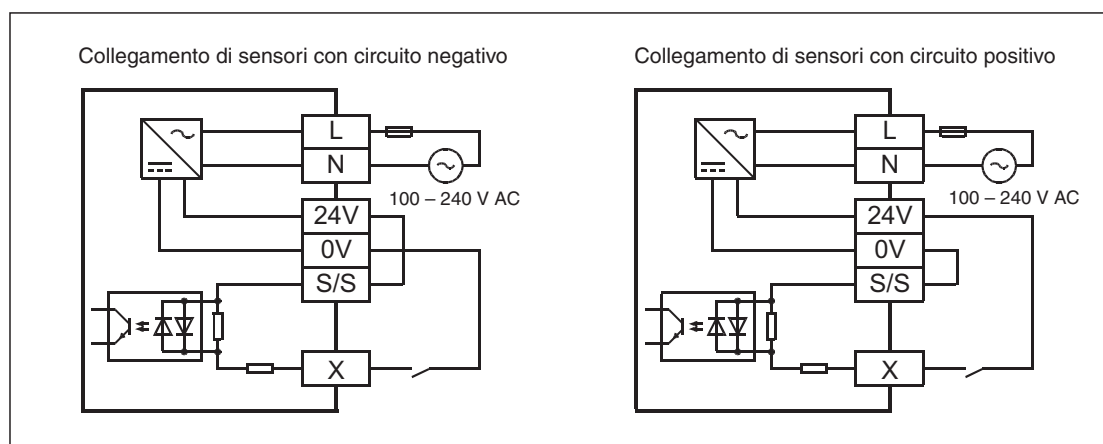 Collegamento di sensori con circuito negativo
L
N
100 – 240 V AC
24V
0V
S/S
X
Collegamento di sensori con circuito positivo
L
N
100 – 240 V AC
24V
0V
S/S
X